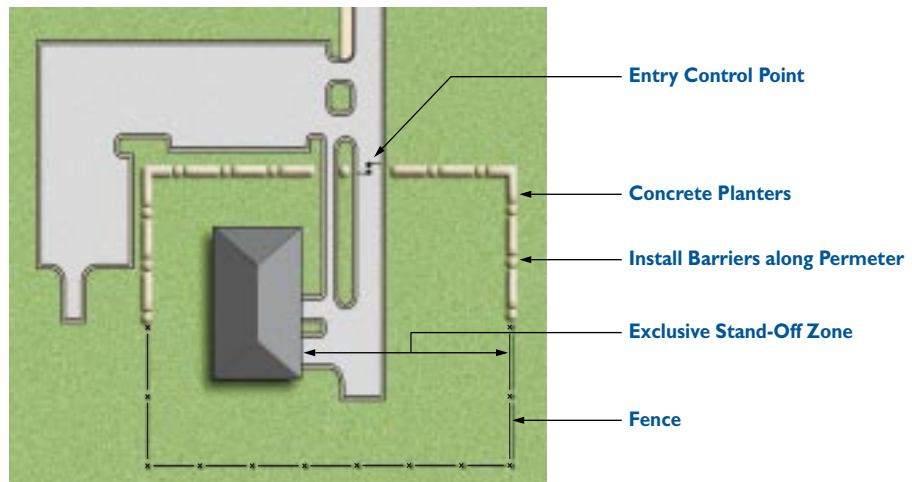 Entry Control Point
Concrete Planters
Install Barriers along Permeter
Exclusive Stand-Off Zone
Fence